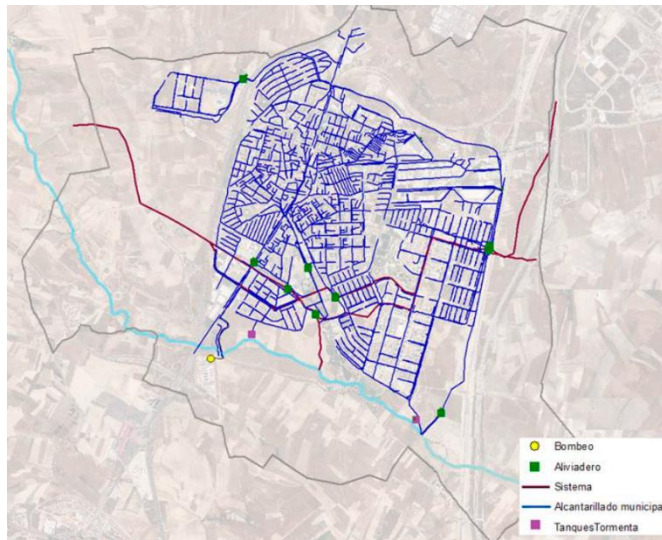 Bombeo
Aliviadero
Sistema
Alcantarillado municipa
TanquesTormenta